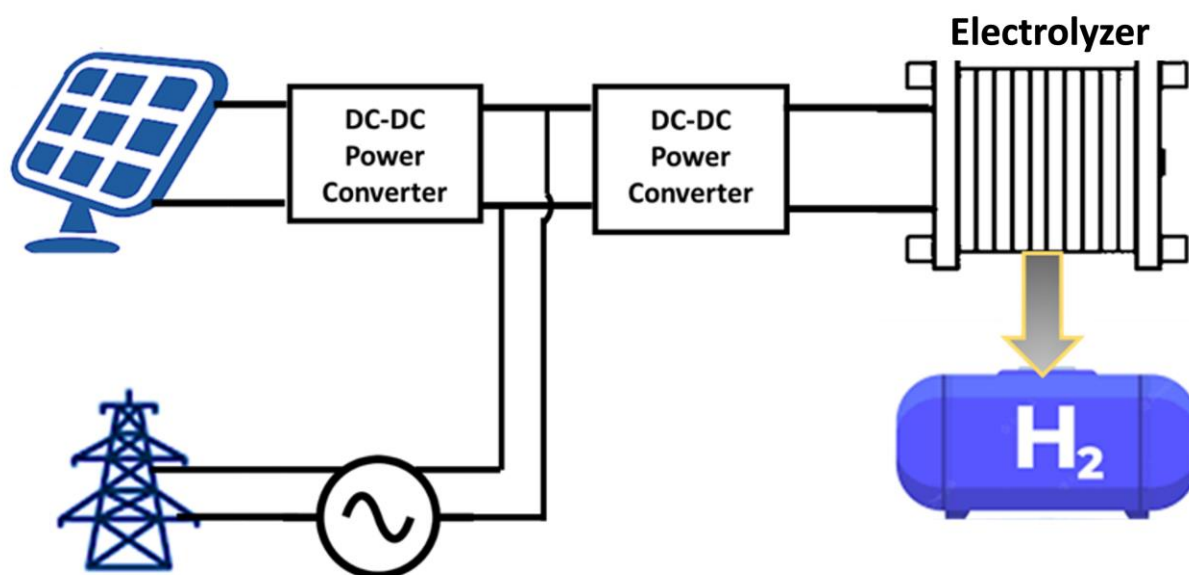 Electrolyzer
DC-DC
Power
Converter
DC-DC
Power
Converter
H₂